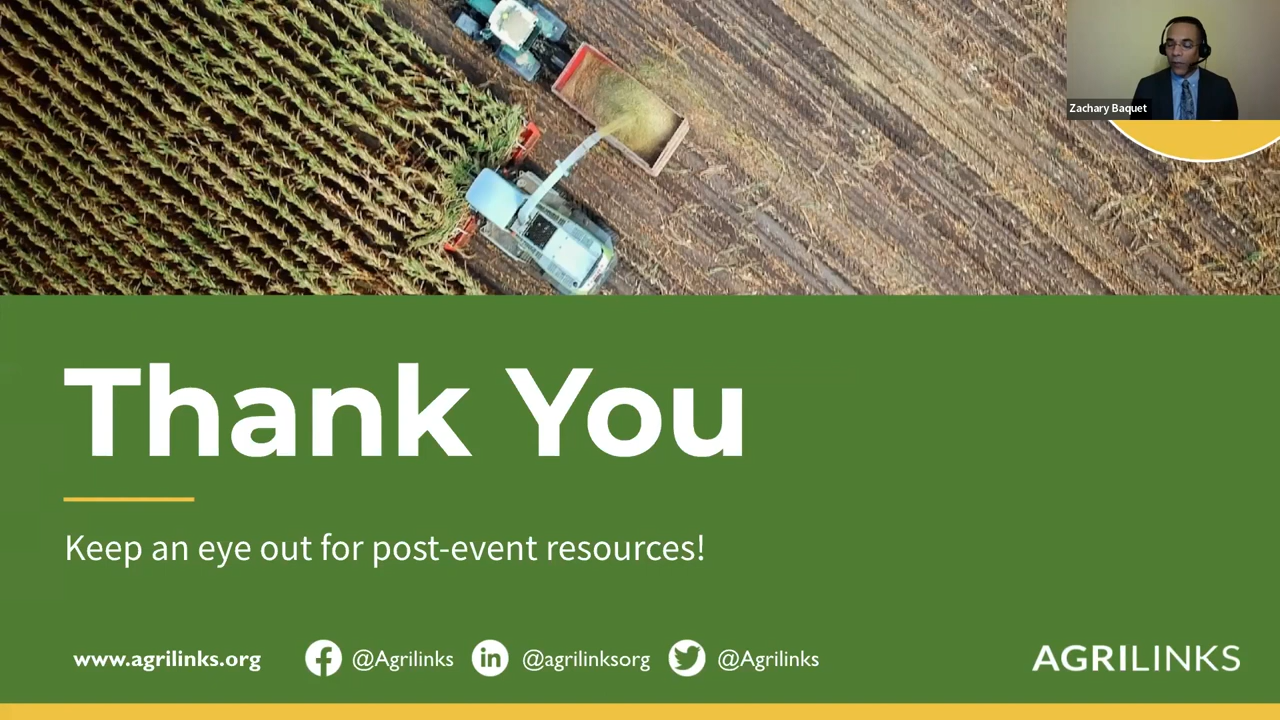 Zachary Baquet
Thank You
Keep an eye out for post-event resources!
www.agrilinks.org @Agrilinks @agrilinksorg @Agrilinks AGRILINKS